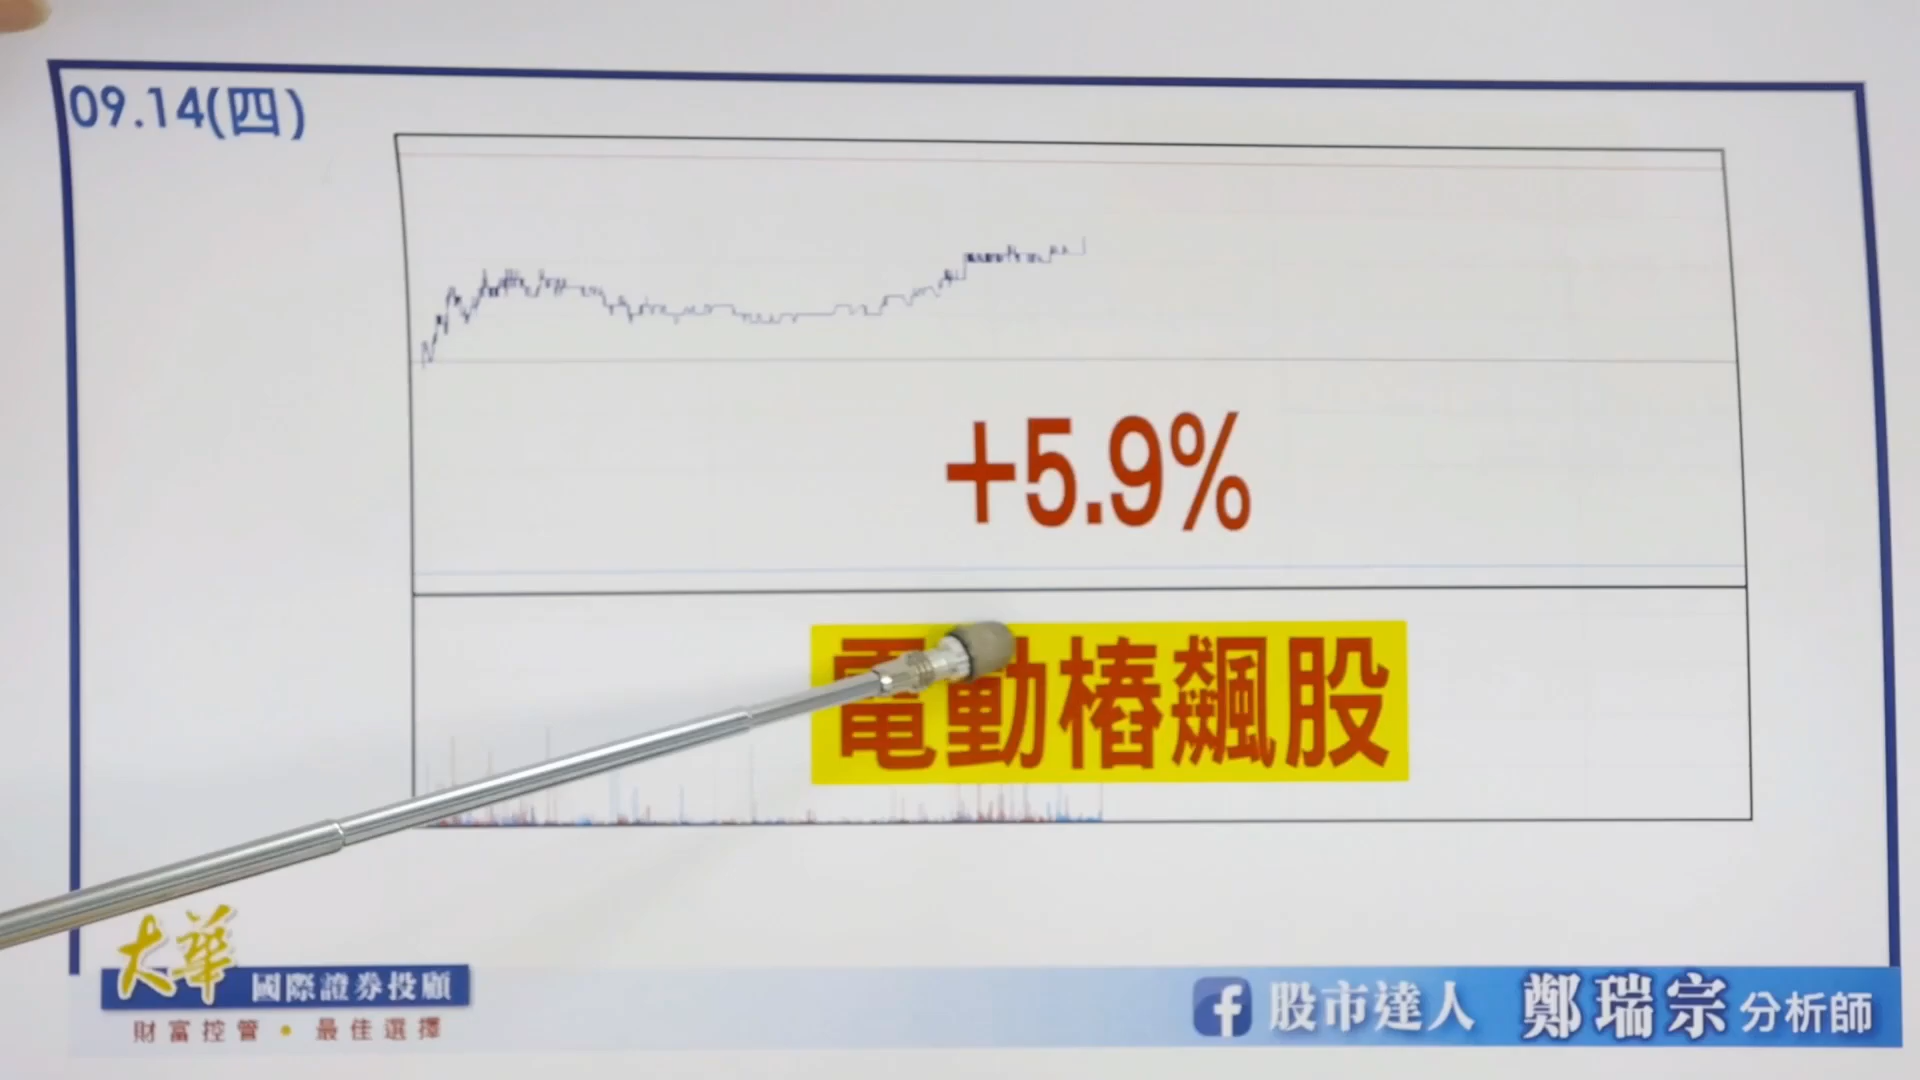 09.14(四)
+5.9%
電動樁飆股
大華
國際證券投顧
財富控管・最佳選擇
股市達人 鄭瑞宗分析師